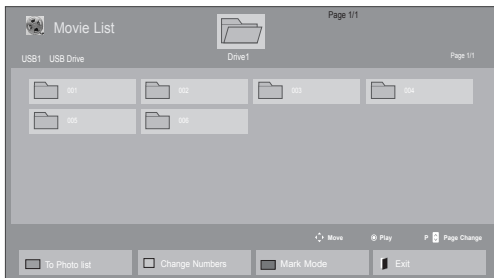 Page 1/1
Movie List
USB1 USB Drive
Drive1
Page 1/1
001
002
003
004
005
006
Move
Play
P Page Change
To Photo list
Change Numbers
Mark Mode
Exit